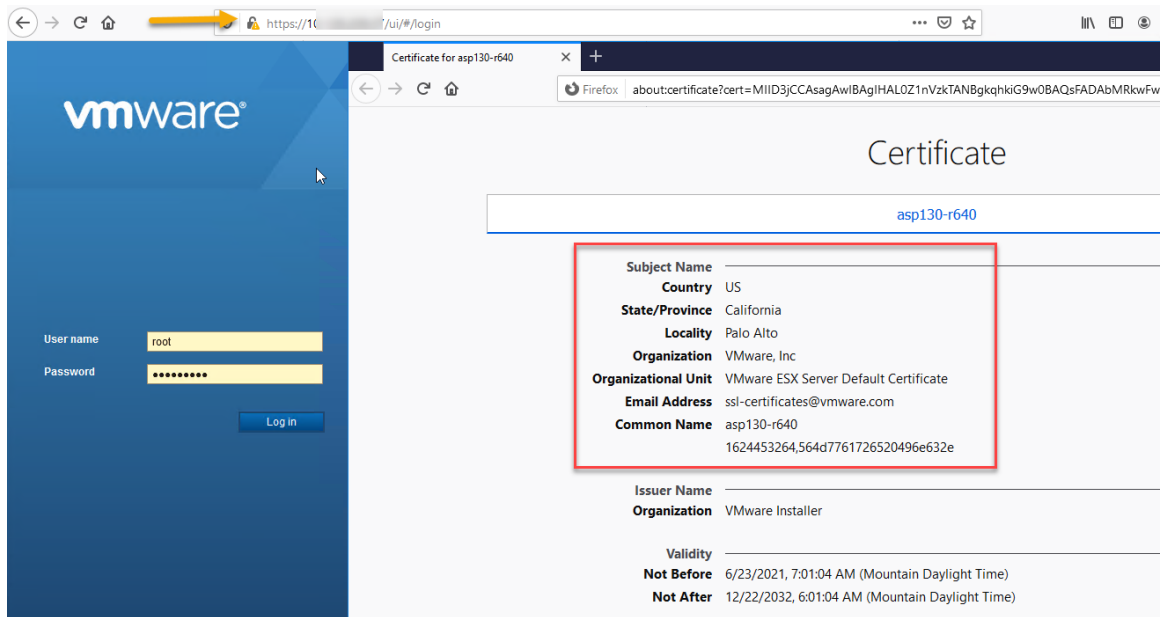 https://10 /ui/#/login
Certificate for asp130-r640
Firefox about:certificate?cert=MIID3jCCAsagAwIBAgIHAL0Z1nVzkTANBgkqhkiG9w0BAQsFADAbMRkwFw
vmware®
Certificate
asp130-r640
Subject Name
Country US
State/Province California
Locality Palo Alto
Organization VMware, Inc
Organizational Unit VMware ESX Server Default Certificate
Email Address ssl-certificates@vmware.com
Common Name asp130-r640
1624453264,564d7761726520496e632e
User name root
Password •••••••••
Log in
Issuer Name
Organization VMware Installer
Validity
Not Before 6/23/2021, 7:01:04 AM (Mountain Daylight Time)
Not After 12/22/2032, 6:01:04 AM (Mountain Daylight Time)